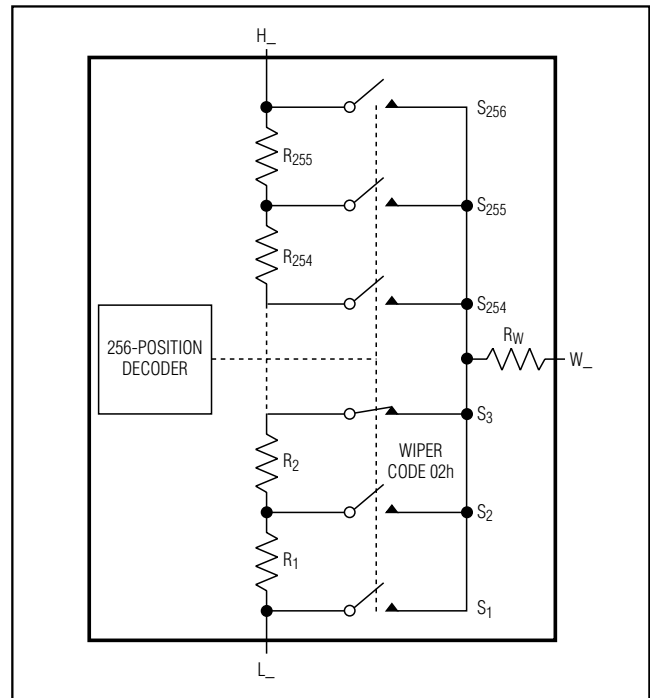 H_
S256
R255
S255
R254
S254
256-POSITION
DECODER
RW
W_
S3
R2
WIPER
CODE 02h
S2
R1
S1
L_